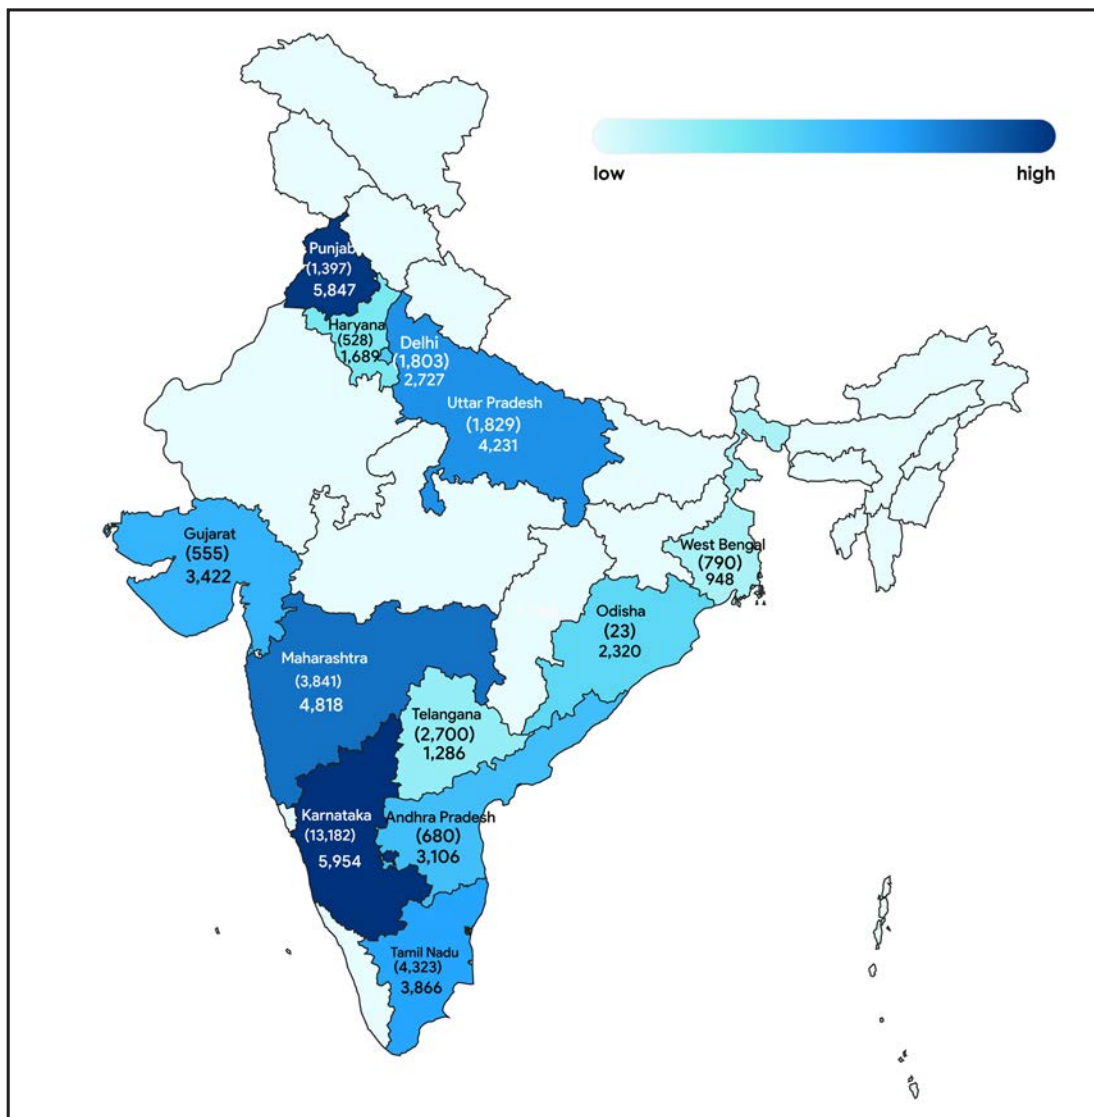 low
high
Punjab
(1,397)
5,847
Haryana
(528)
1,689
Delhi
(1,803)
2,727
Uttar Pradesh
(1,829)
4,231
Gujarat
(555)
3,422
West Bengal
(790)
948
Odisha
(23)
2,320
Maharashtra
(3,841)
4,818
Telangana
(2,700)
1,286
Karnataka
(13,182)
5,954
Andhra Pradesh
(680)
3,106
Tamil Nadu
(4,323)
3,866